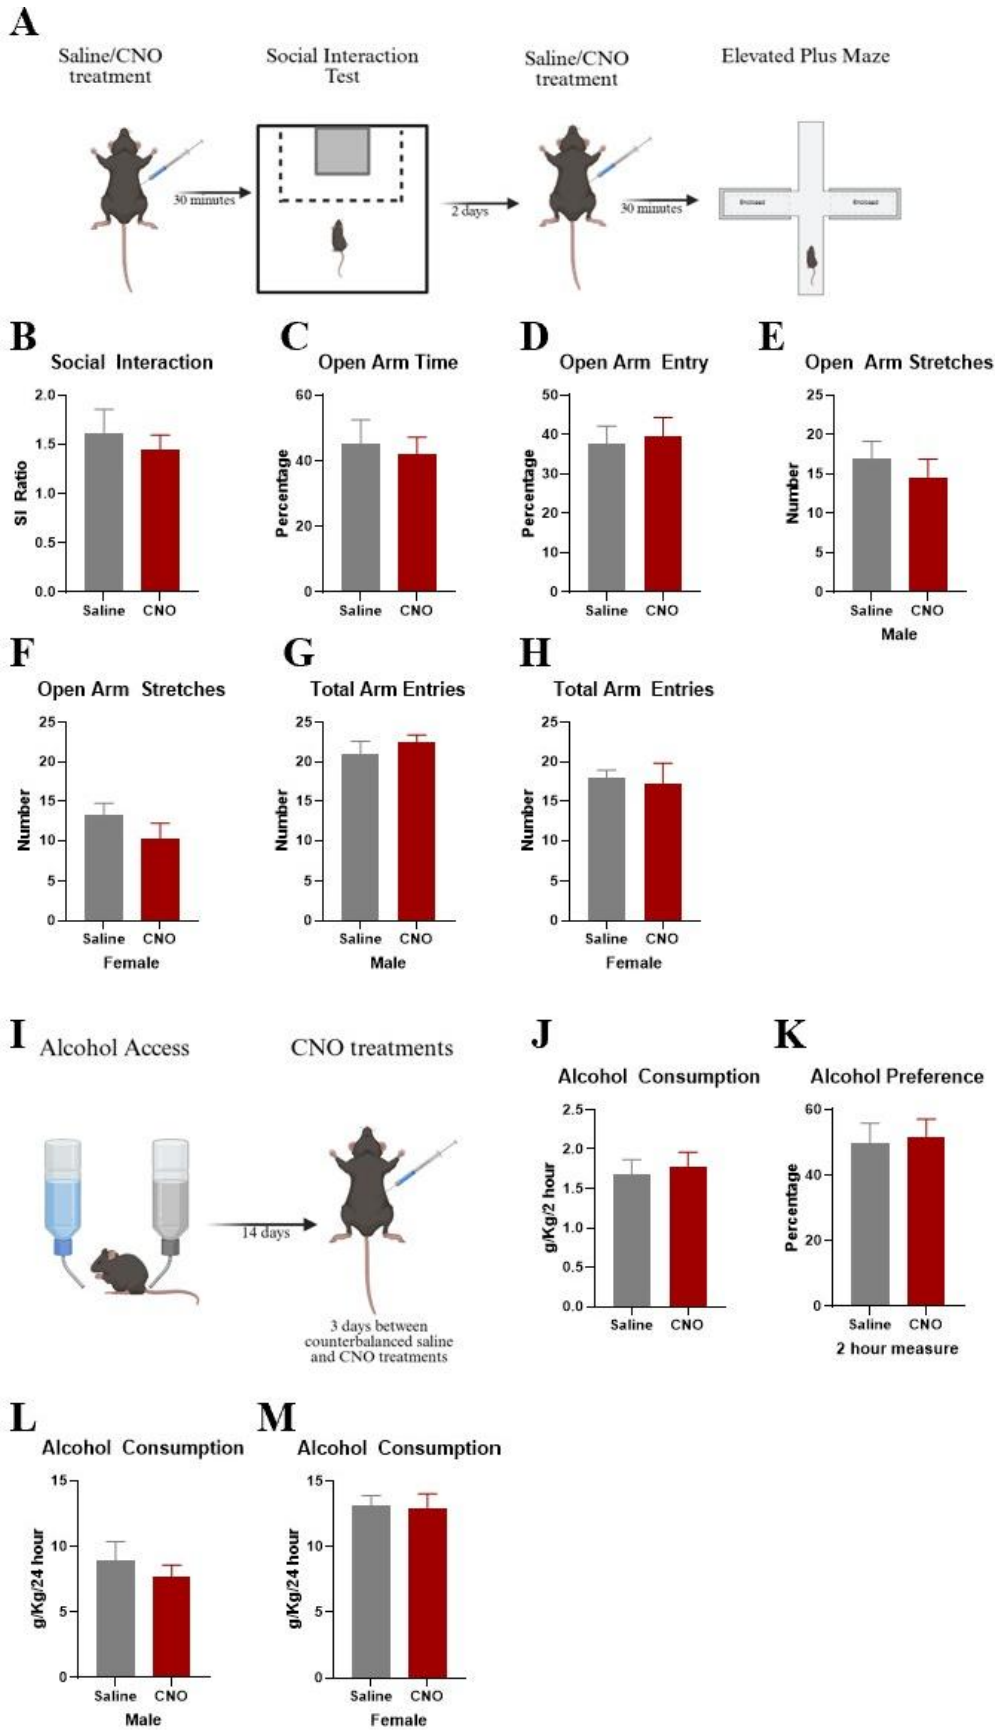 A
Saline/CNO
treatment
Social Interaction
Test
Saline/CNO
treatment
Elevated Plus Maze
30 minutes
2 days
30 minutes
Enclosed
Enclosed
B
Social Interaction
SI Ratio
2.0
1.5
1.0
0.5
0.0
Saline CNO
C
Open Arm Time
Percentage
60
40
20
0
Saline CNO
D
Open Arm Entry
Percentage
50
40
30
20
10
0
Saline CNO
E
Open Arm Stretches
Number
25
20
15
10
5
0
Saline CNO
Male
F
Open Arm Stretches
Number
25
20
15
10
5
0
Saline CNO
Female
G
Total Arm Entries
Number
25
20
15
10
5
0
Saline CNO
Male
H
Total Arm Entries
Number
25
20
15
10
5
0
Saline CNO
Female
I
Alcohol Access
CNO treatments
14 days
3 days between
counterbalanced saline
and CNO treatments
J
Alcohol Consumption
g/Kg/2 hour
2.5
2.0
1.5
1.0
0.5
0.0
Saline CNO
K
Alcohol Preference
Percentage
60
40
20
0
Saline CNO
2 hour measure
L
Alcohol Consumption
g/Kg/24 hour
15
10
5
0
Saline CNO
Male
M
Alcohol Consumption
g/Kg/24 hour
15
10
5
0
Saline CNO
Female